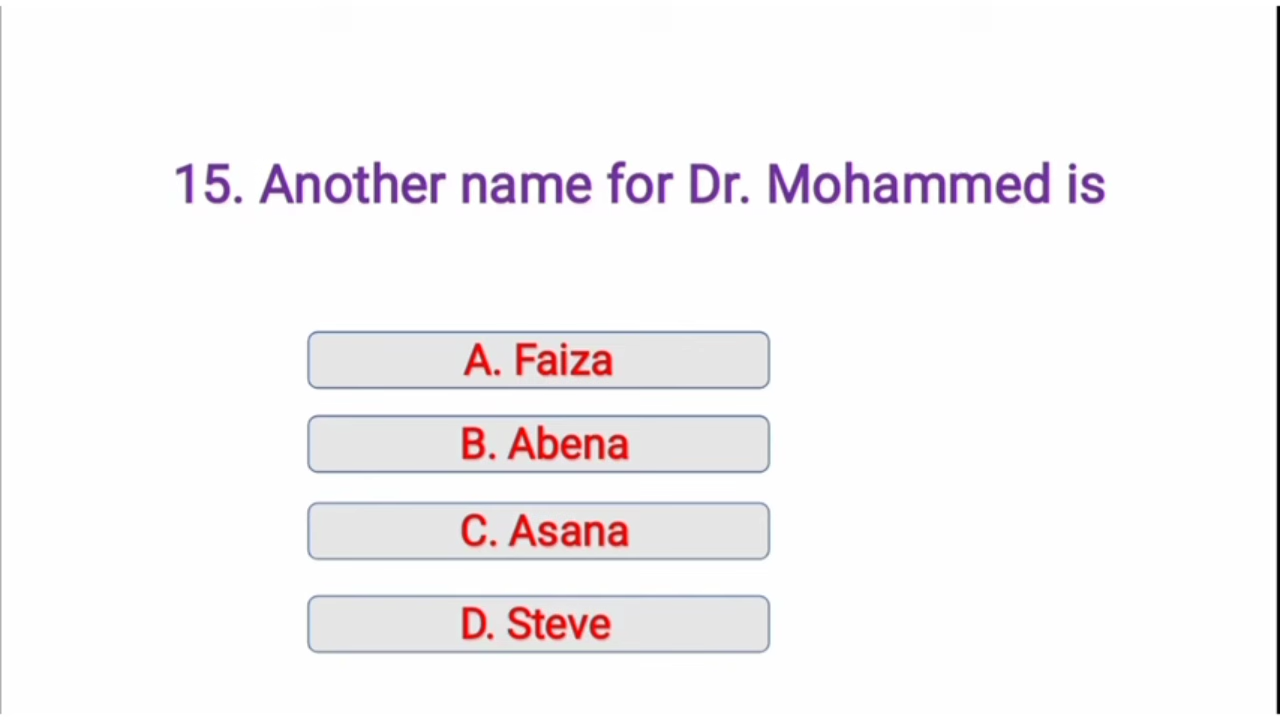 15. Another name for Dr. Mohammed is
A. Faiza
B. Abena
C. Asana
D. Steve